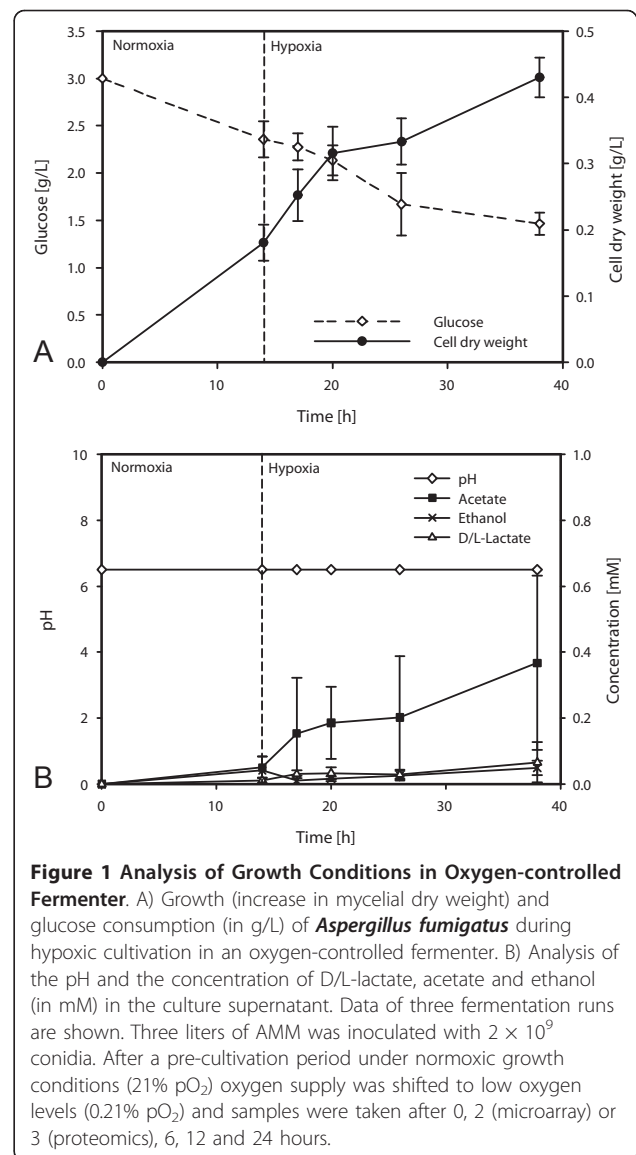 3.5
3.0
2.5
2.0
1.5
1.0
0.5
0.0
Glucose [g/L]
Normoxia
Hypoxia
0.5
0.4
0.3
0.2
0.1
0.0
Cell dry weight [g/L]
Glucose
Cell dry weight
A
0 10 20 30 40
Time [h]
10
8
6
4
2
0
pH
Normoxia
Hypoxia
pH
Acetate
Ethanol
D/L-Lactate
1.0
0.8
0.6
0.4
0.2
0.0
Concentration [mM]
B
0 10 20 30 40
Time [h]
Figure 1 Analysis of Growth Conditions in Oxygen-controlled
Fermenter. A) Growth (increase in mycelial dry weight) and
glucose consumption (in g/L) of Aspergillus fumigatus during
hypoxic cultivation in an oxygen-controlled fermenter. B) Analysis of
the pH and the concentration of D/L-lactate, acetate and ethanol
(in mM) in the culture supernatant. Data of three fermentation runs
are shown. Three liters of AMM was inoculated with 2 × 10⁹
conidia. After a pre-cultivation period under normoxic growth
conditions (21% pO₂) oxygen supply was shifted to low oxygen
levels (0.21% pO₂) and samples were taken after 0, 2 (microarray) or
3 (proteomics), 6, 12 and 24 hours.